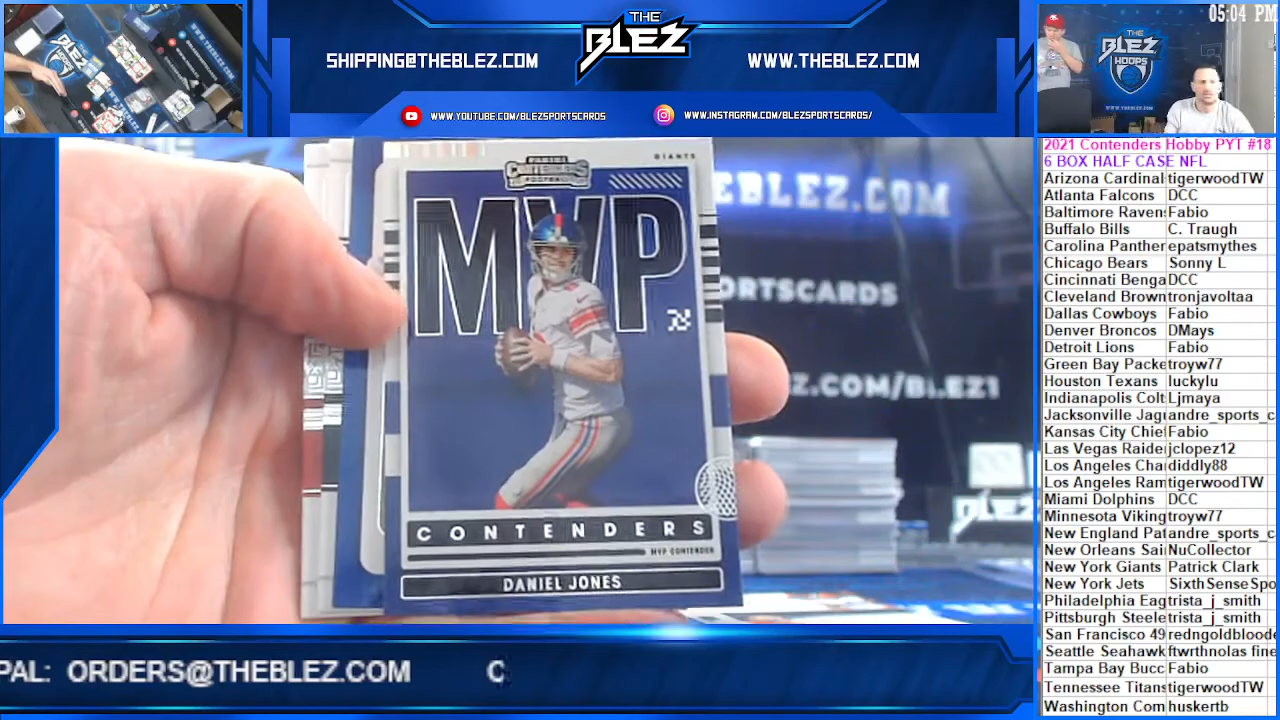 05:04 PM
THE
BLEZ
SHIPPING@THEBLEZ.COM
WWW.THEBLEZ.COM
WWW.YOUTUBE.COM/BLEZSPORTSCARDS
WWW.INSTAGRAM.COM/BLEZSPORTSCARDS/
THE
BLEZ
HOOPS
2021 Contenders Hobby PYT #18
6 BOX HALF CASE NFL
Arizona Cardinal tigerwoodTW
Atlanta Falcons DCC
Baltimore Raven Fabio
Buffalo Bills C. Traugh
Carolina Panther epatsmythes
Chicago Bears Sonny L
Cincinnati Benga DCC
Cleveland Brown tronjavoltaa
Dallas Cowboys Fabio
Denver Broncos DMays
Detroit Lions Fabio
Green Bay Packe troyw77
Houston Texans luckylu
Indianapolis Colt Ljmaya
Jacksonville Jagu andre_sports_c
Kansas City Chief Fabio
Las Vegas Raide jclopez12
Los Angeles Cha diddly88
Los Angeles Ram tigerwoodTW
Miami Dolphins DCC
Minnesota Viking troyw77
New England Pat andre_sports_c
New Orleans Sai NuCollector
New York Giants Patrick Clark
New York Jets SixthSenseSpo
Philadelphia Eag trista_j_smith
Pittsburgh Steele trista_j_smith
San Francisco 49 redngoldbloode
Seattle Seahawk ftwrthnolas fine
Tampa Bay Bucc Fabio
Tennessee Titans tigerwoodTW
Washington Com huskertb
PANINI
CONTENDERS
FOOTBALL
GIANTS
MVP
CONTENDERS
MVP CONTENDER
DANIEL JONES
HEBLEZ.COM
ORTSCARDS
Z.COM/BLEZ1
BLEZ
PAL: ORDERS@THEBLEZ.COM C